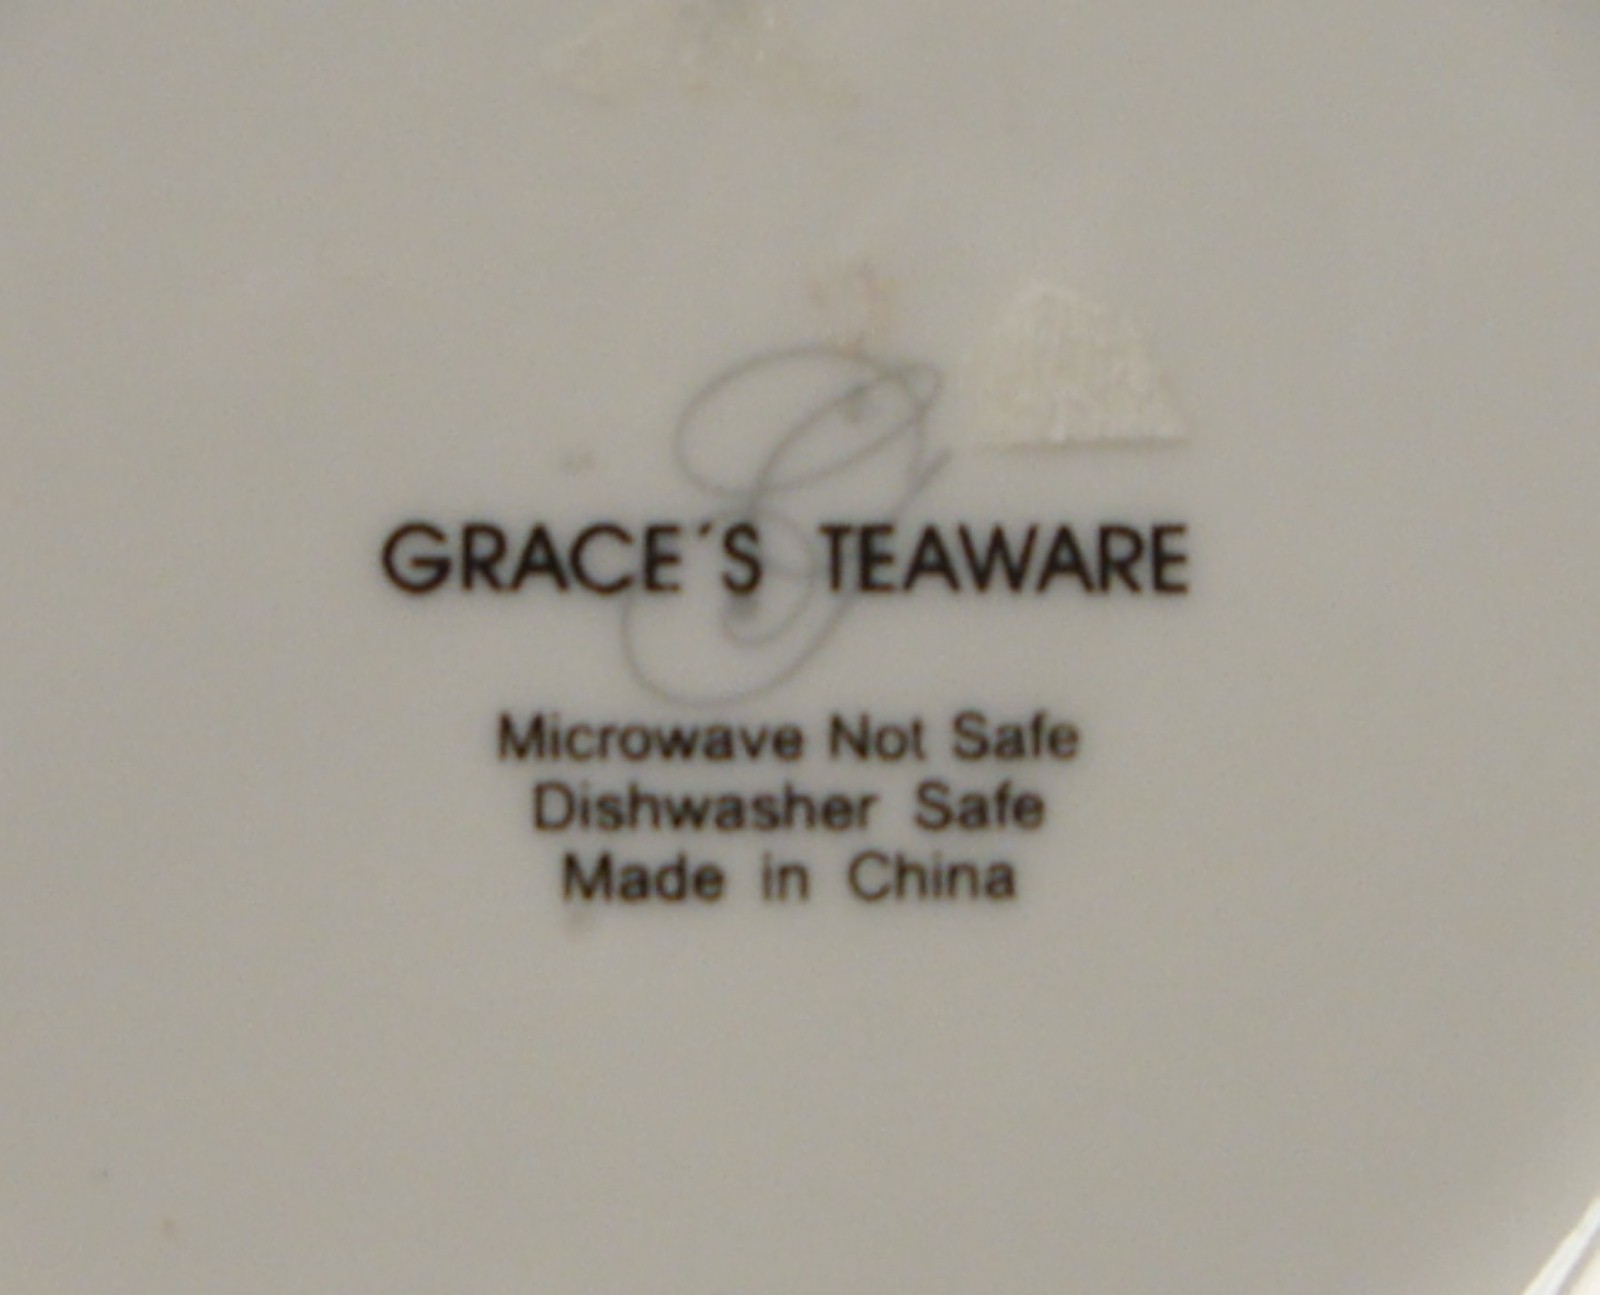 G
GRACE´S TEAWARE
Microwave Not Safe
Dishwasher Safe
Made in China